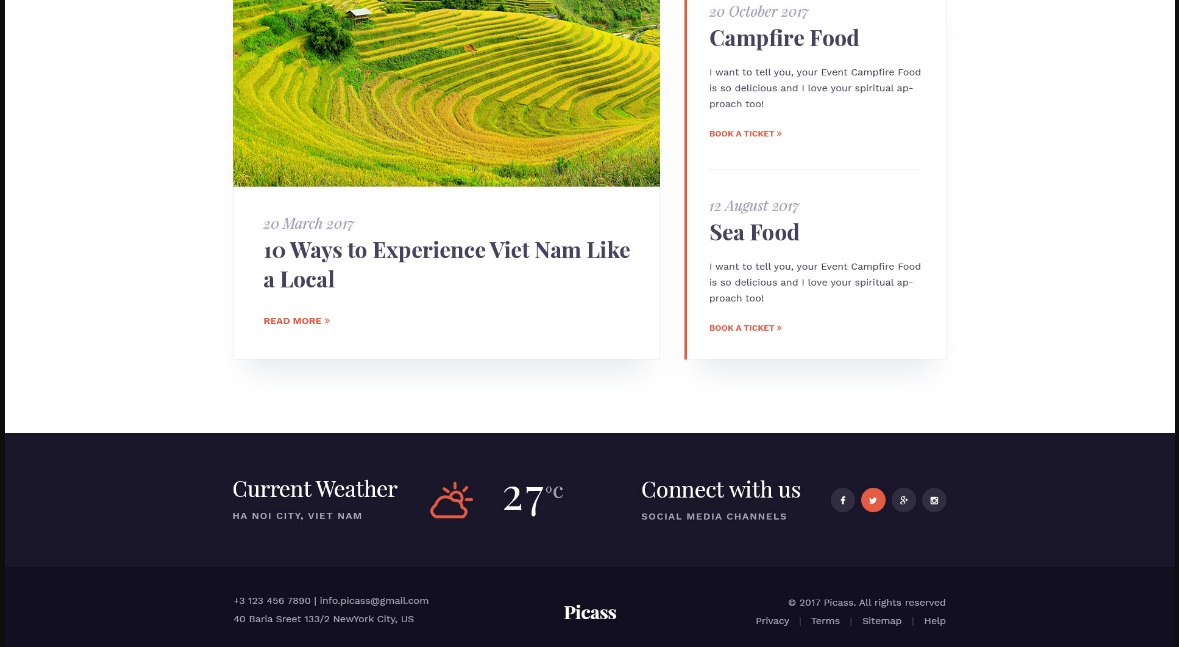 20 October 2017
Campfire Food
I want to tell you, your Event Campfire Food
is so delicious and I love your spiritual ap-
proach too!
BOOK A TICKET »
20 March 2017
10 Ways to Experience Viet Nam Like
a Local
READ MORE »
12 August 2017
Sea Food
I want to tell you, your Event Campfire Food
is so delicious and I love your spiritual ap-
proach too!
BOOK A TICKET »
Current Weather
HA NOI CITY, VIET NAM
27°C
Connect with us
SOCIAL MEDIA CHANNELS
+3 123 456 7890 | info.picass@gmail.com
40 Baria Sreet 133/2 NewYork City, US
Picass
© 2017 Picass. All rights reserved
Privacy | Terms | Sitemap | Help